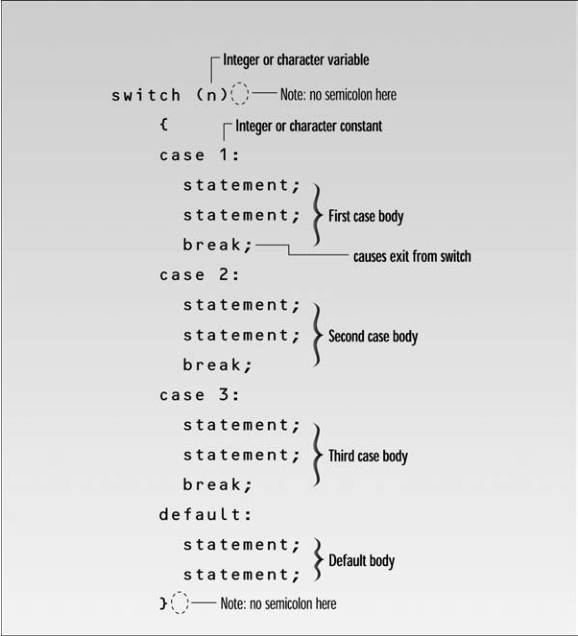 Integer or character variable
switch (n) Note: no semicolon here
{ Integer or character constant
case 1:
statement;
statement; First case body
break;
causes exit from switch
case 2:
statement;
statement; Second case body
break;
case 3:
statement;
statement; Third case body
break;
default:
statement;
Default body
statement;
} Note: no semicolon here